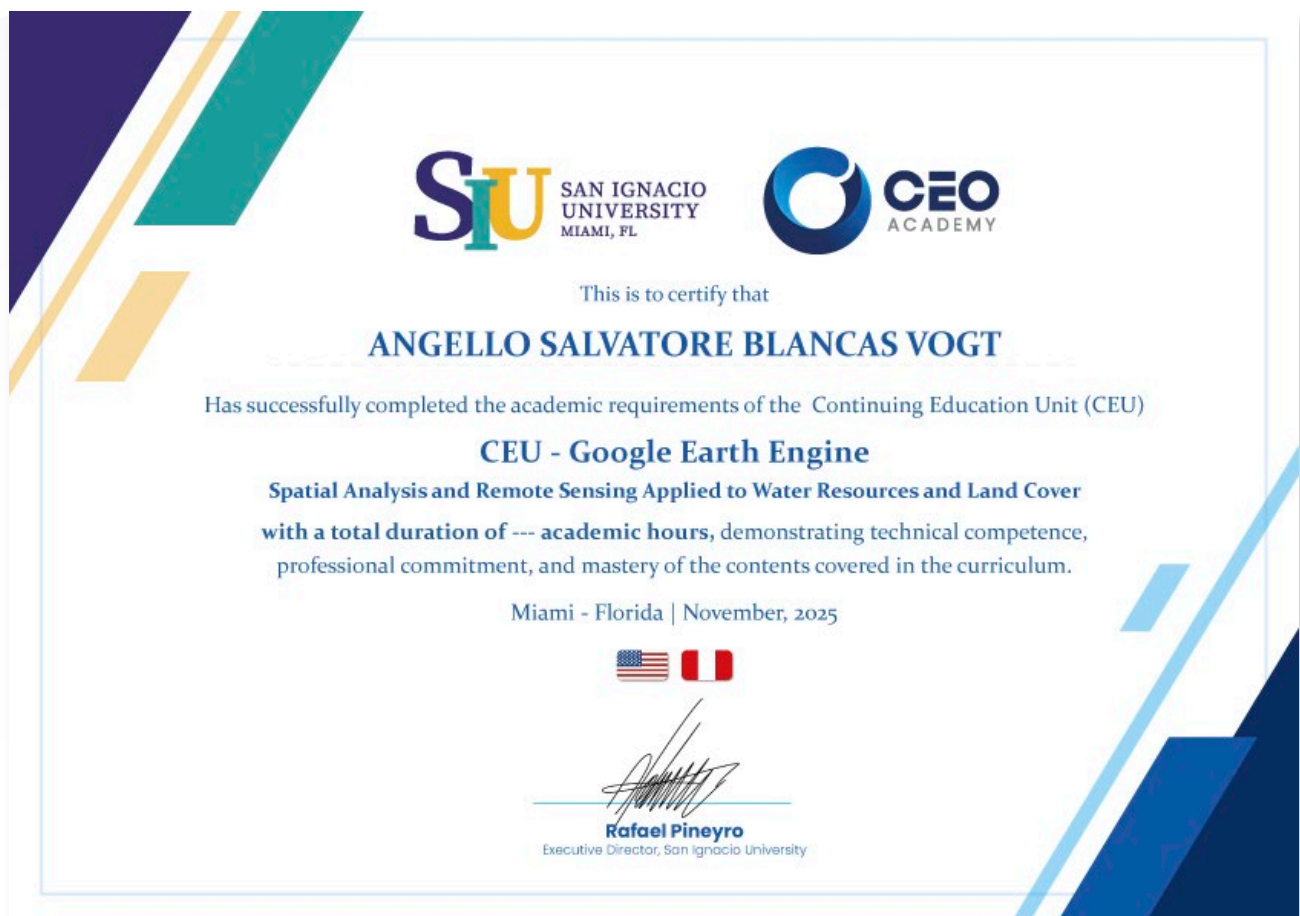 SIU
SAN IGNACIO
UNIVERSITY
MIAMI, FL
CEO
ACADEMY
This is to certify that
ANGELLO SALVATORE BLANCAS VOGT
Has successfully completed the academic requirements of the Continuing Education Unit (CEU)
CEU - Google Earth Engine
Spatial Analysis and Remote Sensing Applied to Water Resources and Land Cover
with a total duration of --- academic hours, demonstrating technical competence,
professional commitment, and mastery of the contents covered in the curriculum.
Miami - Florida | November, 2025
Rafael Pineyro
Executive Director, San Ignacio University